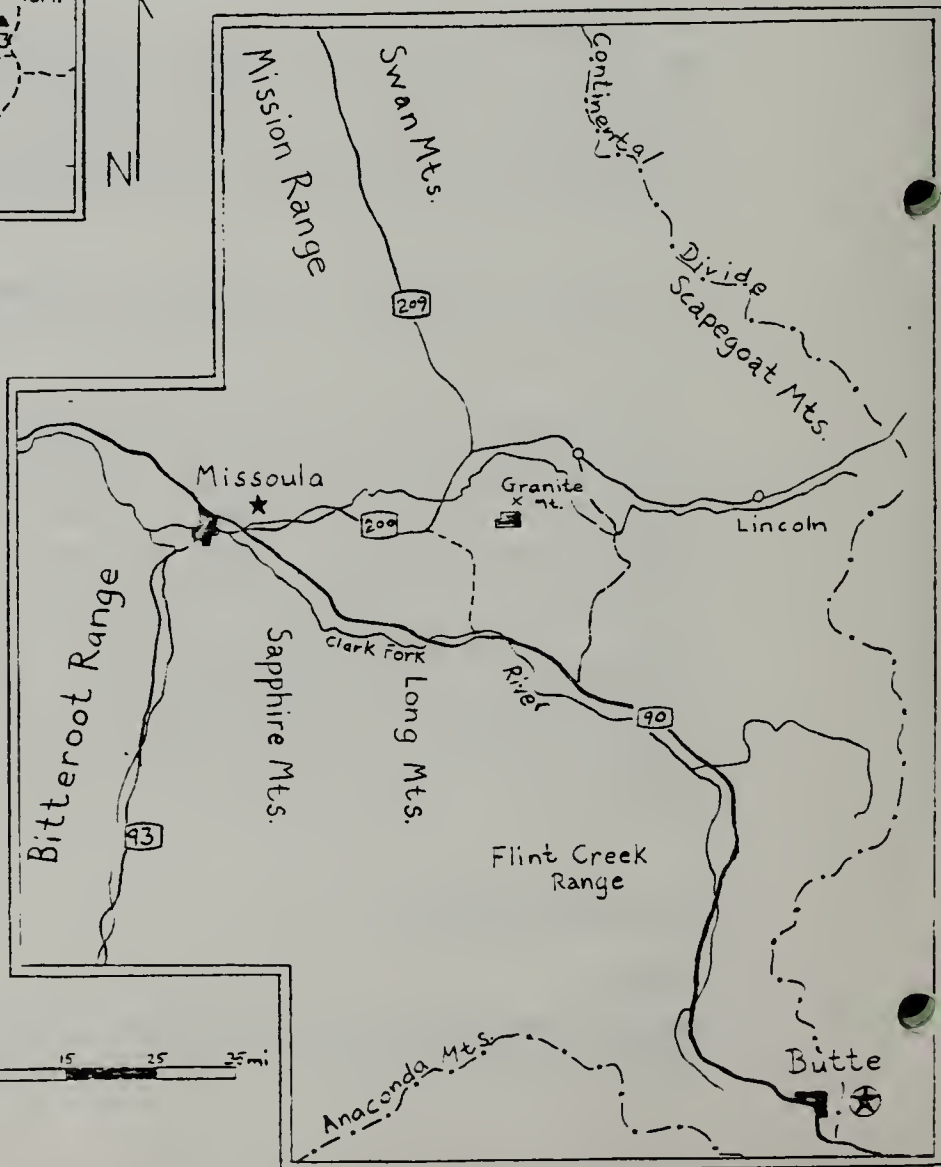 N
Mission Range
Swan Mts.
Continental
Divide
Scapegoat Mts.
209
Missoula
Granite
Mt.
200
Lincoln
Bitteroot Range
Sapphire Mts.
Clark Fork
River
Long Mts.
90
93
Flint Creek
Range
15 25 35 mi
Anaconda Mts.
Butte